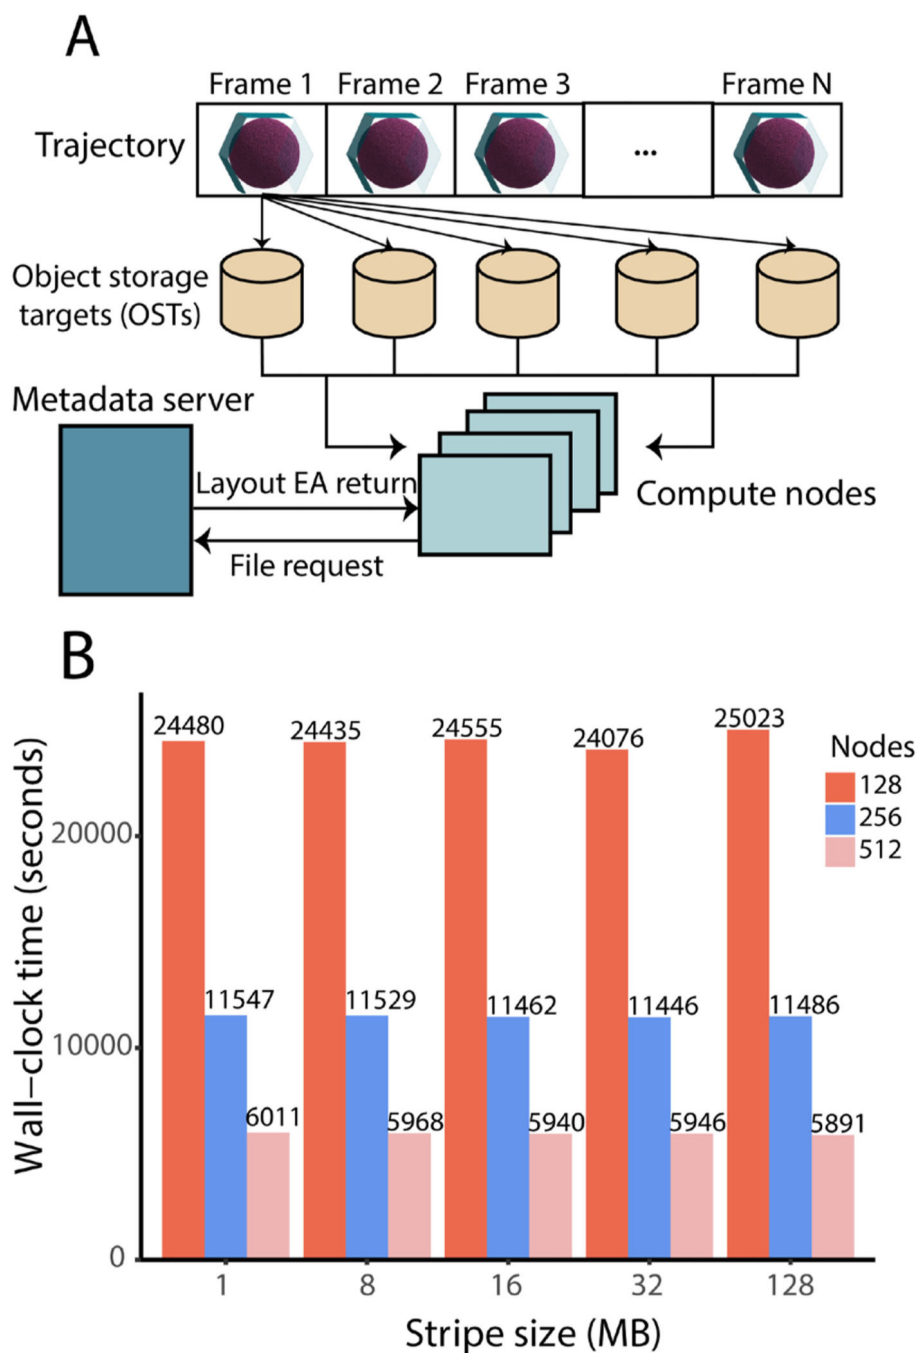 A
Frame 1 Frame 2 Frame 3 Frame N
Trajectory
...
Object storage
targets (OSTs)
Metadata server
Layout EA return
Compute nodes
File request
B
24480 24435 24555 24076 25023
Nodes
128
256
512
20000
11547 11529 11462 11446 11486
10000
6011 5968 5940 5946 5891
0
1 8 16 32 128
Wall-clock time (seconds)
Stripe size (MB)